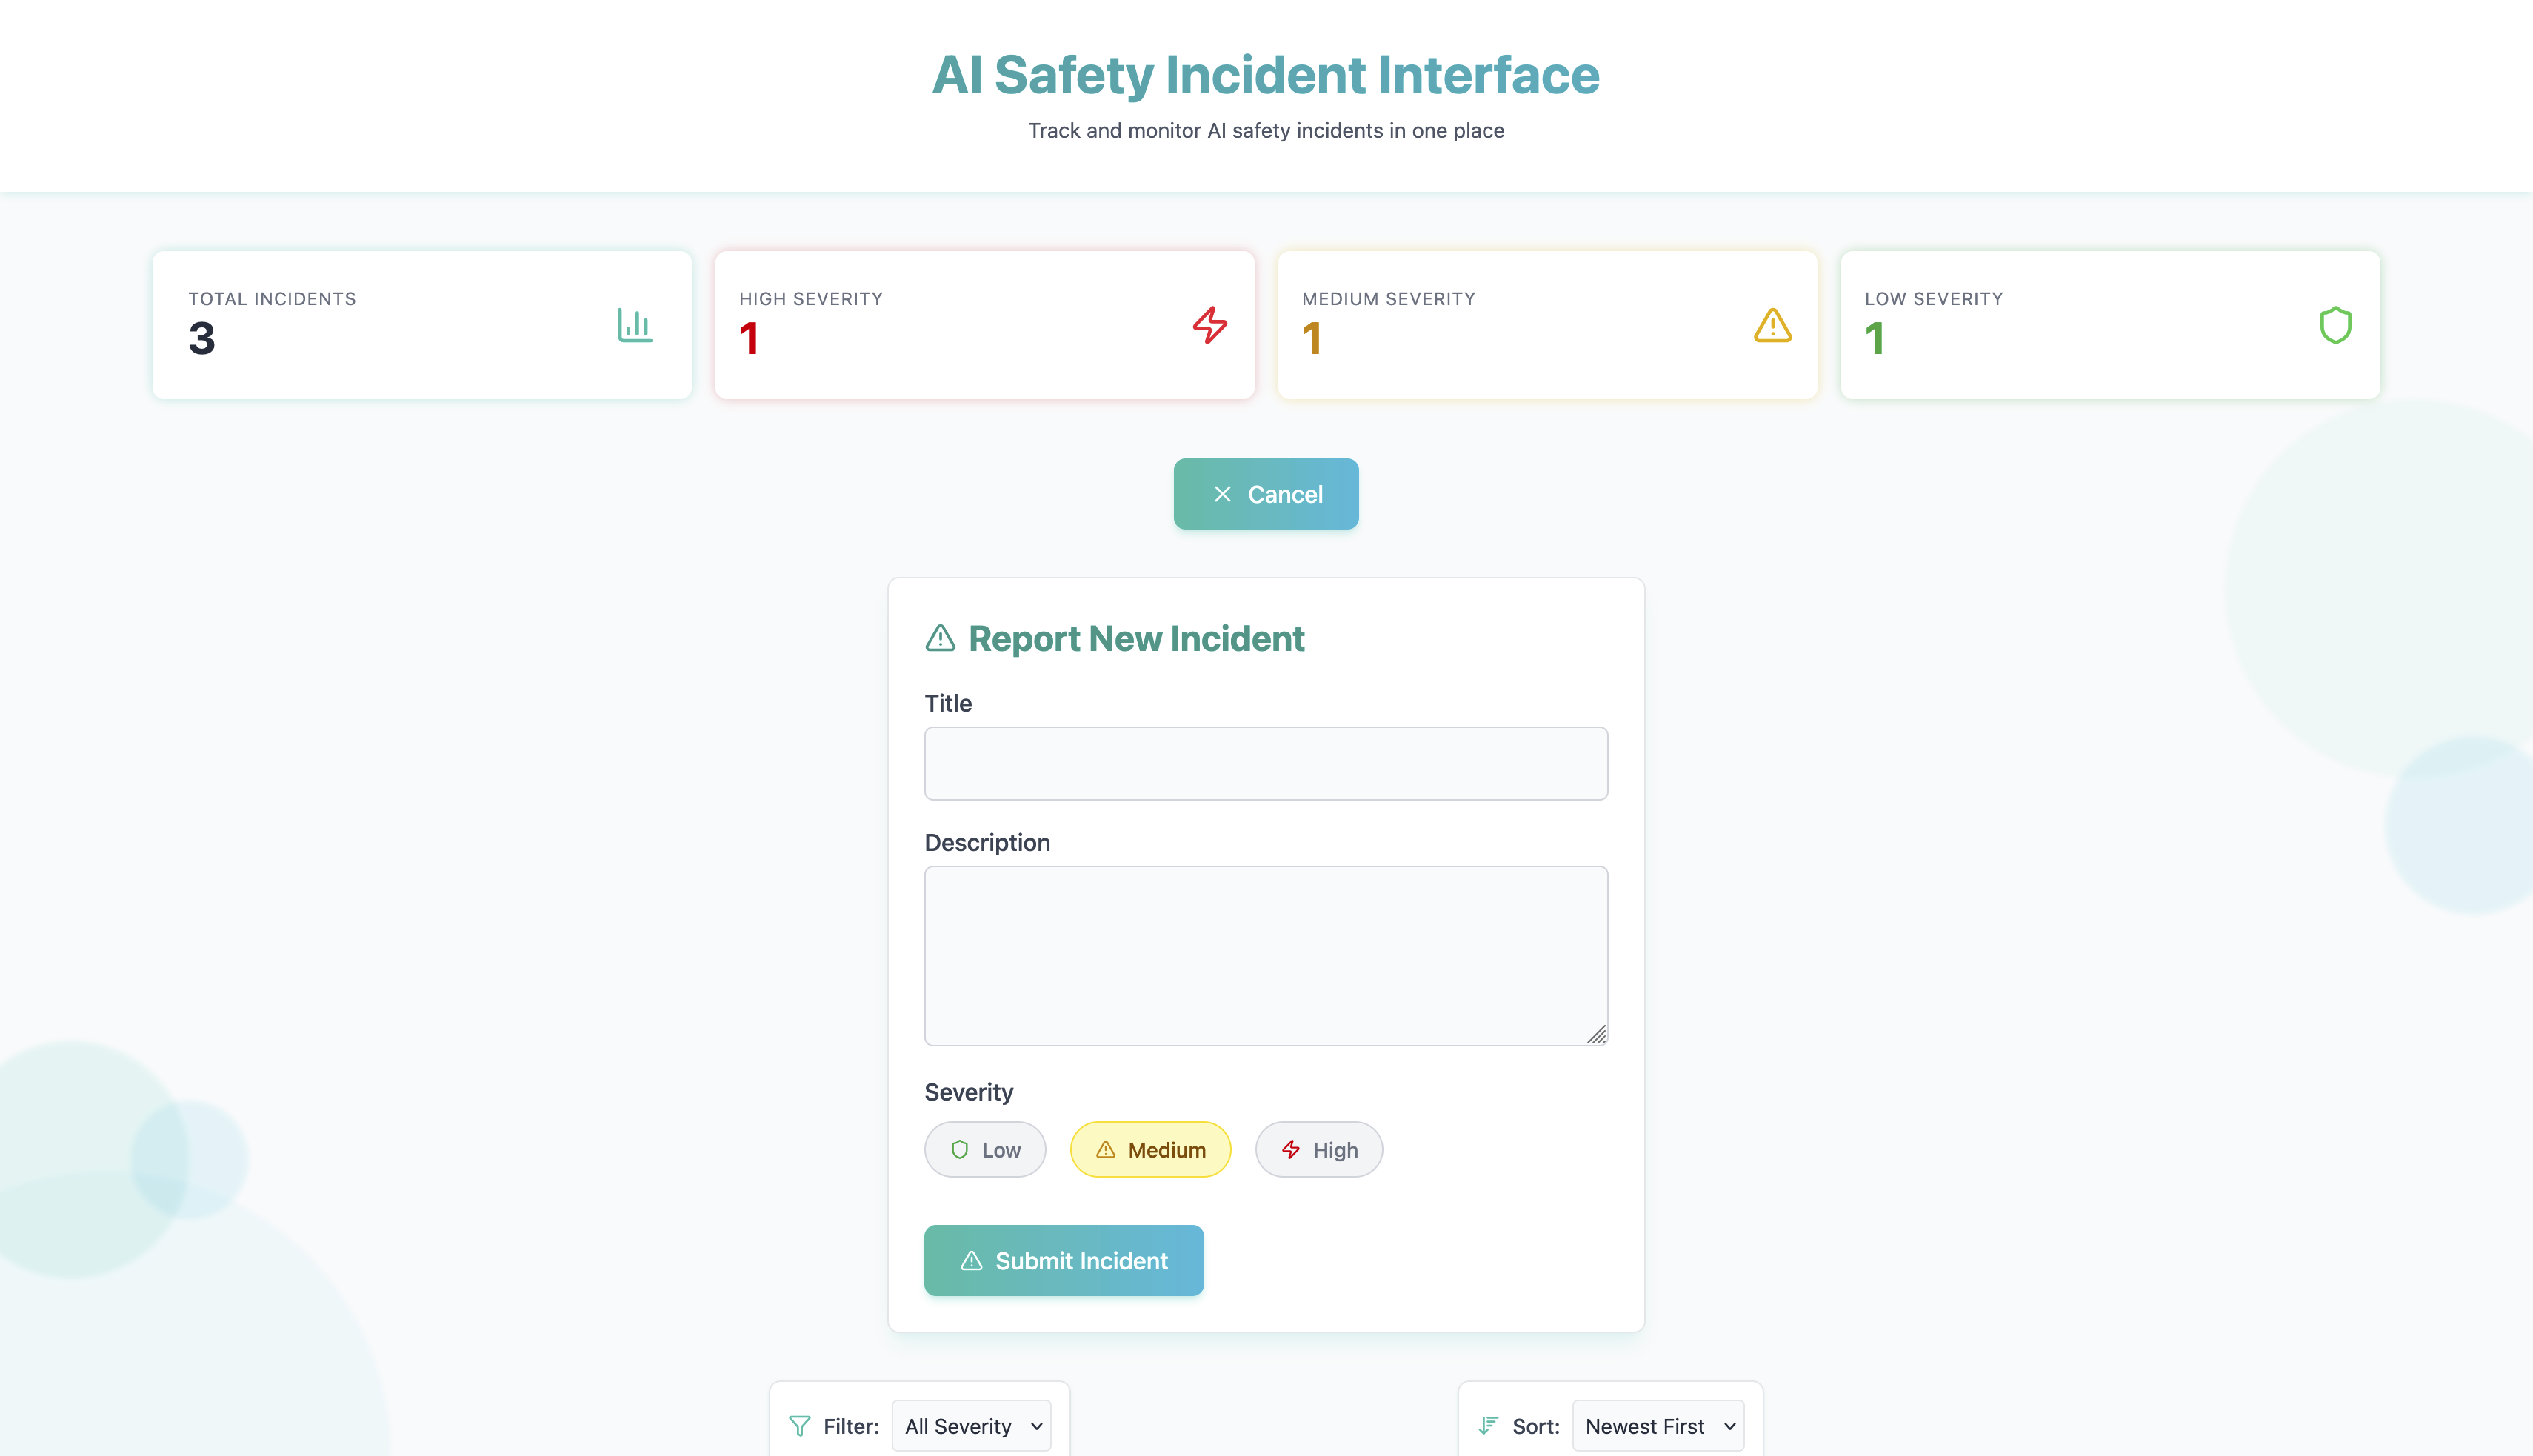 AI Safety Incident Interface
Track and monitor AI safety incidents in one place
TOTAL INCIDENTS
3
HIGH SEVERITY
1
MEDIUM SEVERITY
1
LOW SEVERITY
1
Cancel
Report New Incident
Title
Description
Severity
Low
Medium
High
Submit Incident
Filter: All Severity
Sort: Newest First